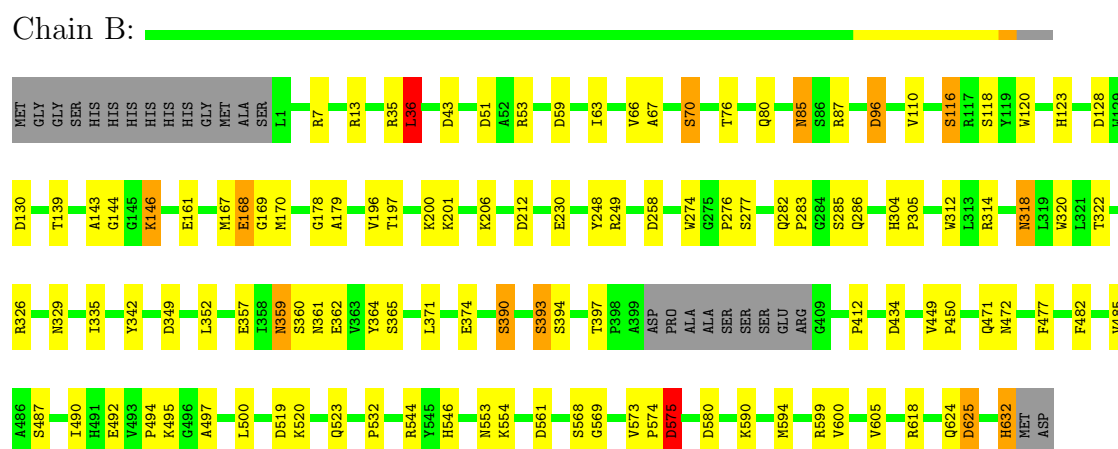 Chain B:
MET GLY GLY SER HIS HIS HIS HIS HIS HIS GLY MET ALA SER L1 R7 R13 R35 L36 D43 D51 A52 R53 D59 I63 V66 A67 S70 T76 Q80 N85 S86 R87 D96 V110 S116 R117 S118 Y119 W120 H123 D128 W129
D130 T139 A143 G144 G145 K146 E161 M167 E168 G169 M170 G178 A179 V196 T197 K200 K201 K206 D212 E230 Y248 R249 D258 W274 G275 P276 S277 Q282 P283 G284 S285 Q286 H304 P305 W312 L313 R314 N318 L319 W320 L321 T322
R326 N329 I335 Y342 D349 L352 E357 I358 N359 S360 N361 E362 V363 Y364 S365 L371 E374 S390 S393 S394 T397 P398 A399 ASP PRO ALA ALA SER SER SER GLU ARG G409 P412 D434 V449 P450 Q471 N472 F477 F482 V485
A486 S487 I490 H491 E492 V493 P494 K495 G496 A497 L500 D519 K520 Q523 P532 R544 Y545 H546 N553 K554 D561 S568 G569 V573 P574 D575 D580 K590 M594 R599 V600 V605 R618 Q624 D625 H632 MET ASP